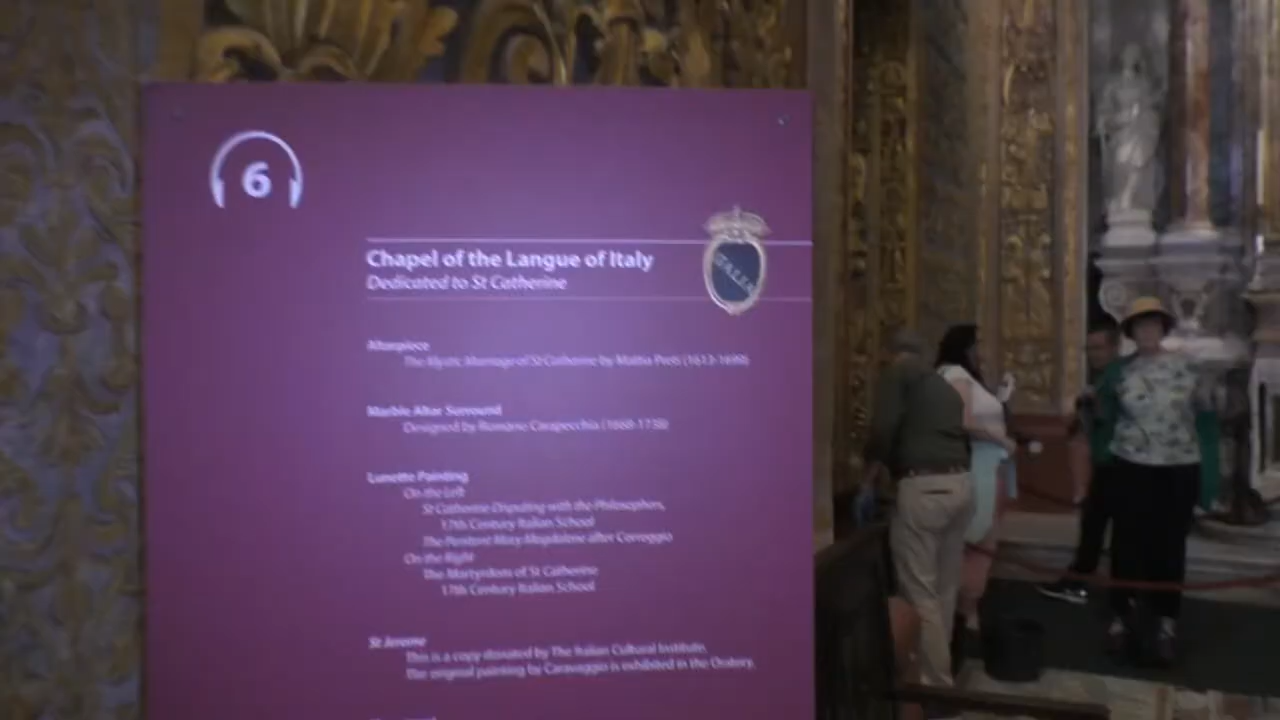 6
Chapel of the Langue of Italy
Dedicated to St Catherine
ITALIA
Altarpiece
The Mystic Marriage of St Catherine by Mattia Preti (1613-1699)
Marble Altar Surround
Designed by Romano Carapecchia (1668-1738)
Lunette Painting
On the Left
St Catherine Disputing with the Philosophers,
17th Century Italian School
The Penitent Mary Magdalene after Correggio
On the Right
The Martyrdom of St Catherine
17th Century Italian School
St Jerome
This is a copy donated by The Italian Cultural Institute.
The original painting by Caravaggio is exhibited in the Oratory.